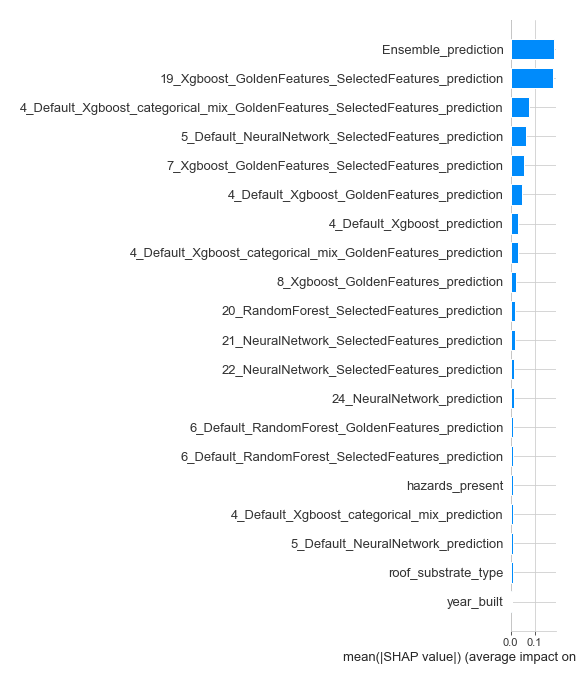 Ensemble_prediction
19_Xgboost_GoldenFeatures_SelectedFeatures_prediction
4_Default_Xgboost_categorical_mix_GoldenFeatures_SelectedFeatures_prediction
5_Default_NeuralNetwork_SelectedFeatures_prediction
7_Xgboost_GoldenFeatures_SelectedFeatures_prediction
4_Default_Xgboost_GoldenFeatures_prediction
4_Default_Xgboost_prediction
4_Default_Xgboost_categorical_mix_GoldenFeatures_prediction
8_Xgboost_GoldenFeatures_prediction
20_RandomForest_SelectedFeatures_prediction
21_NeuralNetwork_SelectedFeatures_prediction
22_NeuralNetwork_SelectedFeatures_prediction
24_NeuralNetwork_prediction
6_Default_RandomForest_GoldenFeatures_prediction
6_Default_RandomForest_SelectedFeatures_prediction
hazards_present
4_Default_Xgboost_categorical_mix_prediction
5_Default_NeuralNetwork_prediction
roof_substrate_type
year_built
0.0 0.1
mean(|SHAP value|) (average impact on